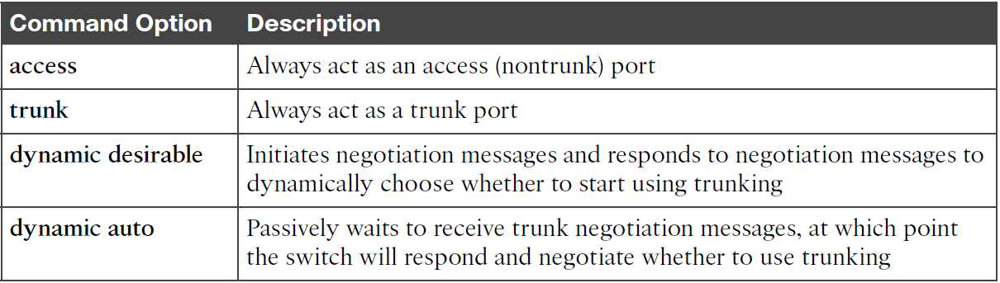 Command Option Description
access Always act as an access (nontrunk) port
trunk Always act as a trunk port
dynamic desirable Initiates negotiation messages and responds to negotiation messages to
dynamically choose whether to start using trunking
dynamic auto Passively waits to receive trunk negotiation messages, at which point
the switch will respond and negotiate whether to use trunking